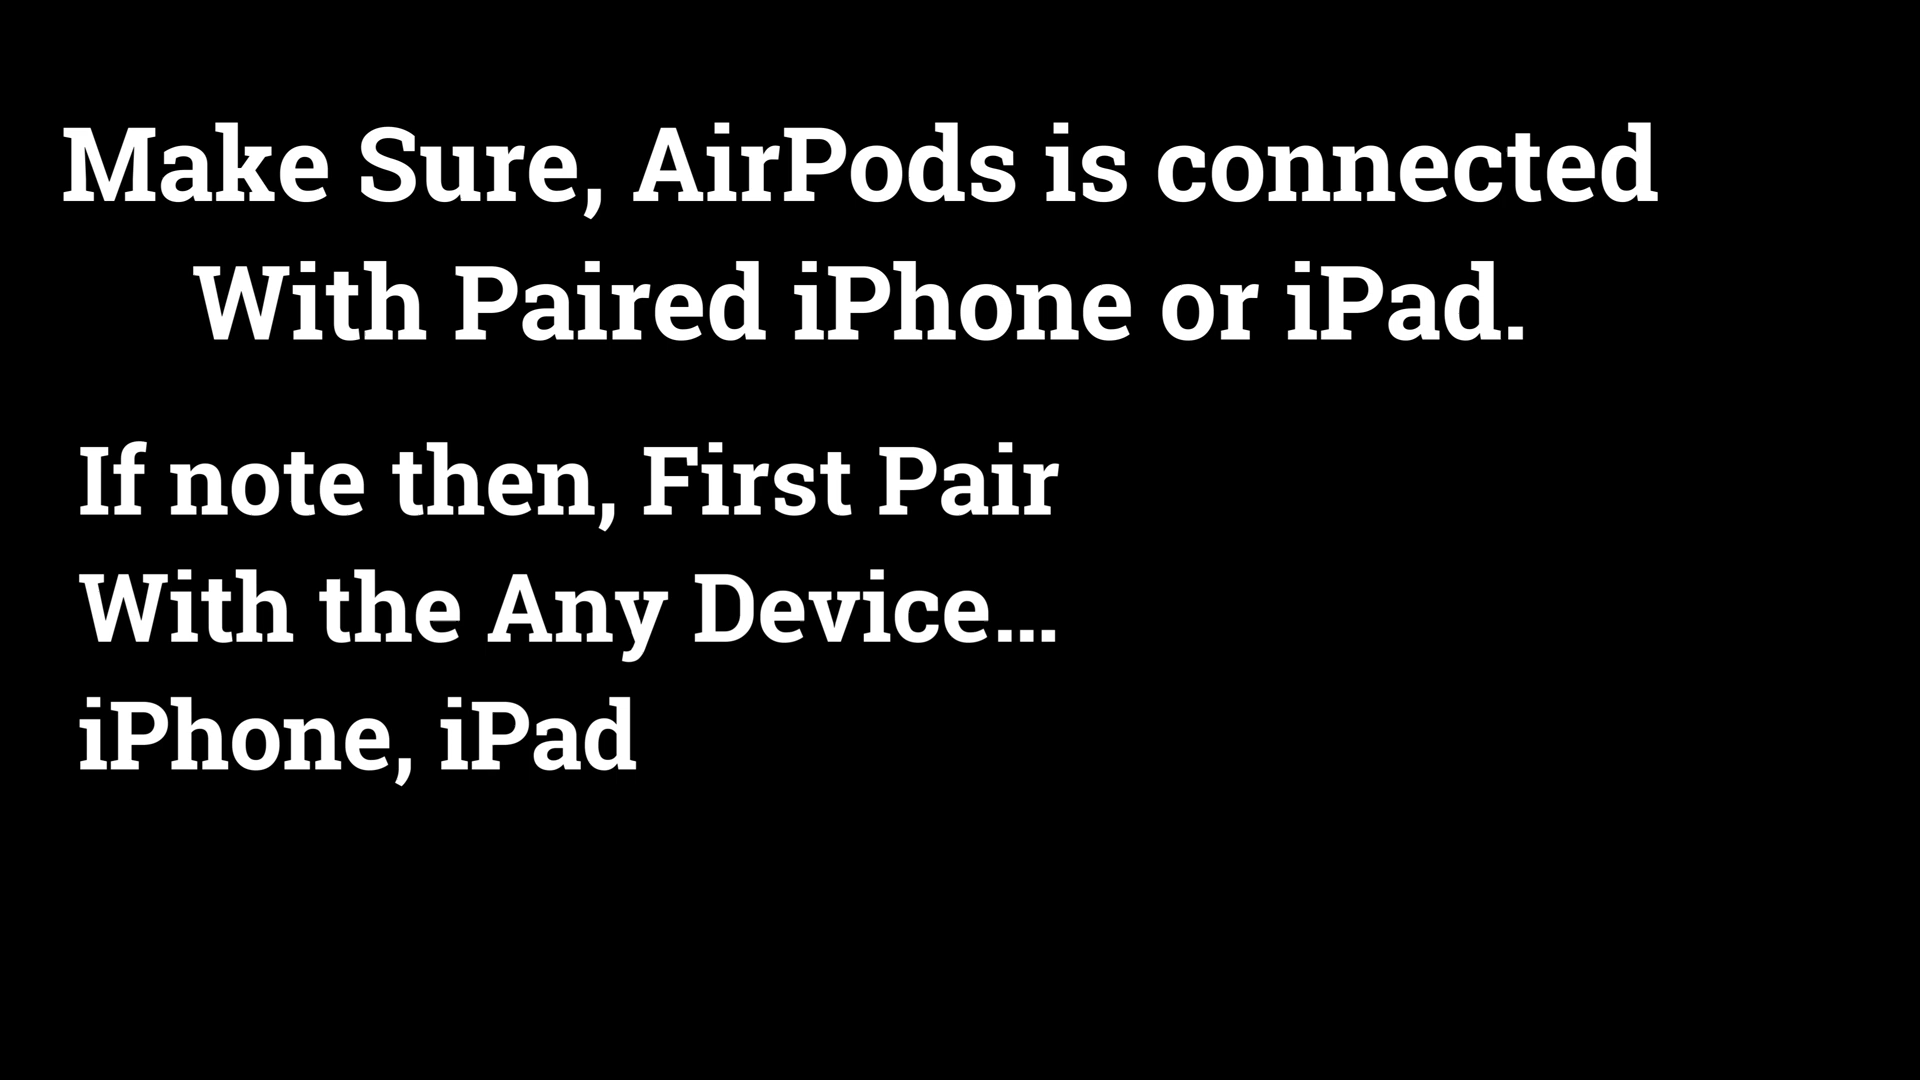 Make Sure, AirPods is connected
With Paired iPhone or iPad.
If note then, First Pair
With the Any Device...
iPhone, iPad